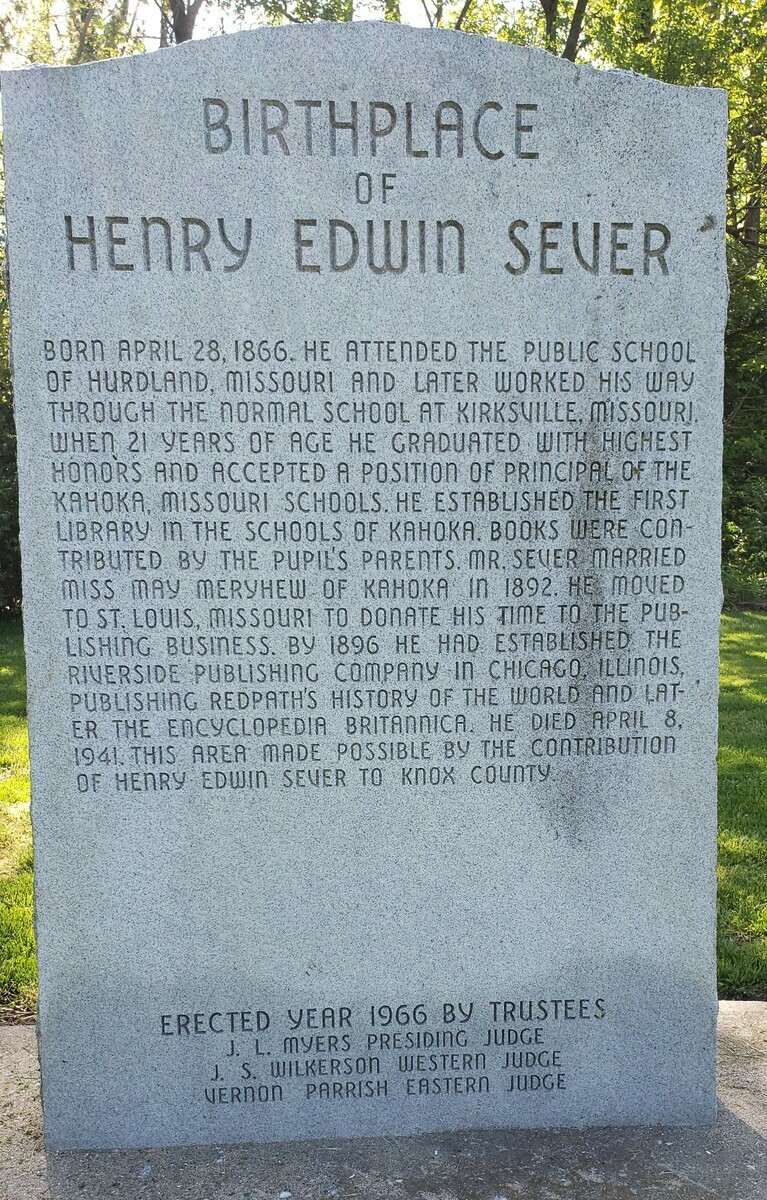 BIRTHPLACE
OF
HENRY EDWIN SEVER
BORN APRIL 28, 1866. HE ATTENDED THE PUBLIC SCHOOL
OF HURDLAND, MISSOURI AND LATER WORKED HIS WAY
THROUGH THE NORMAL SCHOOL AT KIRKSVILLE, MISSOURI.
WHEN 21 YEARS OF AGE HE GRADUATED WITH HIGHEST
HONORS AND ACCEPTED A POSITION OF PRINCIPAL OF THE
KAHOKA, MISSOURI SCHOOLS. HE ESTABLISHED THE FIRST
LIBRARY IN THE SCHOOLS OF KAHOKA. BOOKS WERE CON-
TRIBUTED BY THE PUPIL'S PARENTS. MR. SEVER MARRIED
MISS MAY MERYHEW OF KAHOKA IN 1892. HE MOVED
TO ST. LOUIS, MISSOURI TO DONATE HIS TIME TO THE PUB-
LISHING BUSINESS. BY 1896 HE HAD ESTABLISHED THE
RIVERSIDE PUBLISHING COMPANY IN CHICAGO, ILLINOIS,
PUBLISHING REDPATH'S HISTORY OF THE WORLD AND LAT-
ER THE ENCYCLOPEDIA BRITANNICA. HE DIED APRIL 8,
1941. THIS AREA MADE POSSIBLE BY THE CONTRIBUTION
OF HENRY EDWIN SEVER TO KNOX COUNTY.
ERECTED YEAR 1966 BY TRUSTEES
J. L. MYERS PRESIDING JUDGE
J. S. WILKERSON WESTERN JUDGE
VERNON PARRISH EASTERN JUDGE